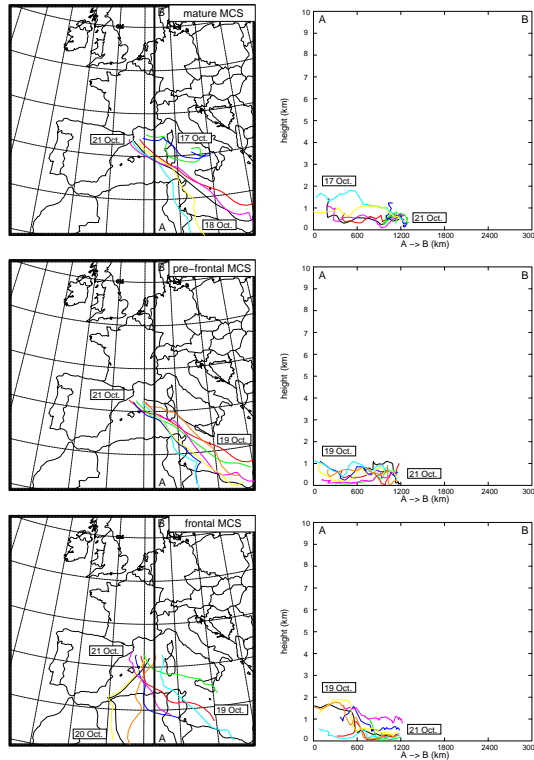 B
mature MCS
21 Oct.
17 Oct.
18 Oct.
A
10
9
8
7
6
5
4
3
2
1
0
height (km)
A
B
17 Oct.
21 Oct.
0
600
1200
1800
2400
300
A -> B (km)
B
pre-frontal MCS
21 Oct.
19 Oct.
A
10
9
8
7
6
5
4
3
2
1
0
height (km)
A
B
19 Oct.
21 Oct.
0
600
1200
1800
2400
300
A -> B (km)
B
frontal MCS
21 Oct.
19 Oct.
20 Oct.
A
10
9
8
7
6
5
4
3
2
1
0
height (km)
A
B
19 Oct.
21 Oct.
0
600
1200
1800
2400
300
A -> B (km)